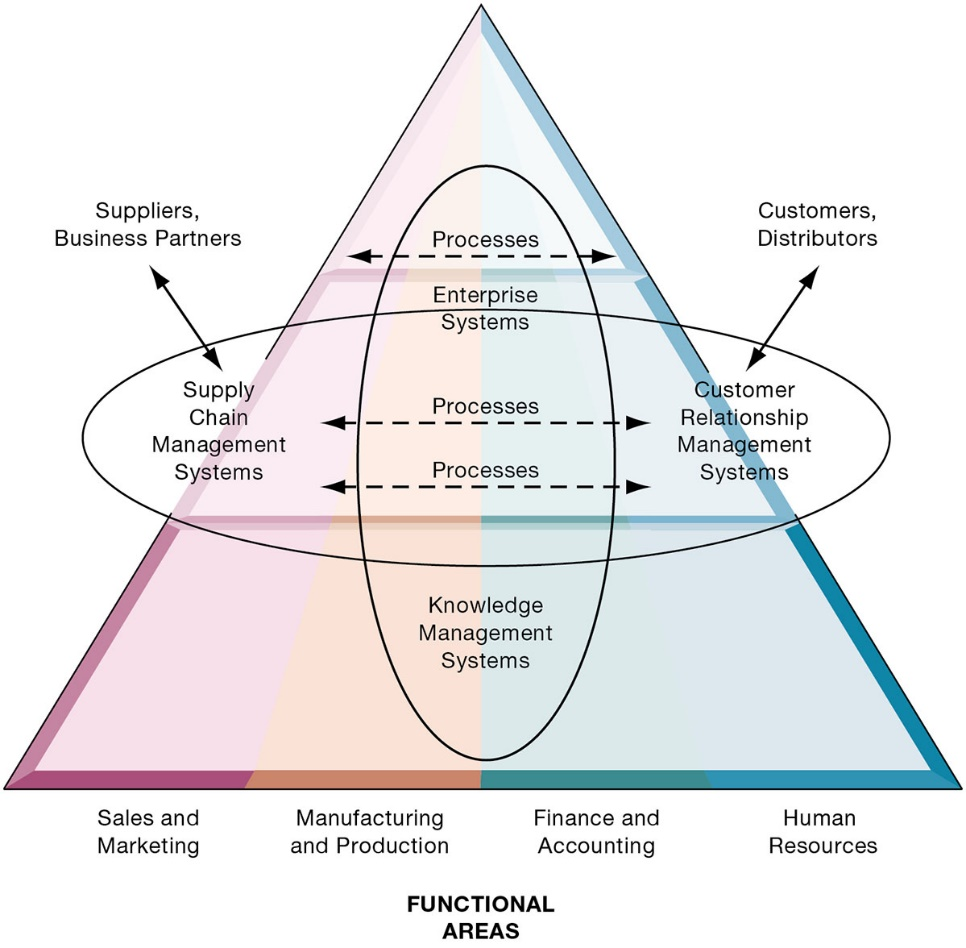 Suppliers,
Business Partners
Customers,
Distributors
Processes
Enterprise
Systems
Supply
Chain
Management
Systems
Processes
Processes
Customer
Relationship
Management
Systems
Knowledge
Management
Systems
Sales and
Marketing
Manufacturing
and Production
Finance and
Accounting
Human
Resources
FUNCTIONAL
AREAS